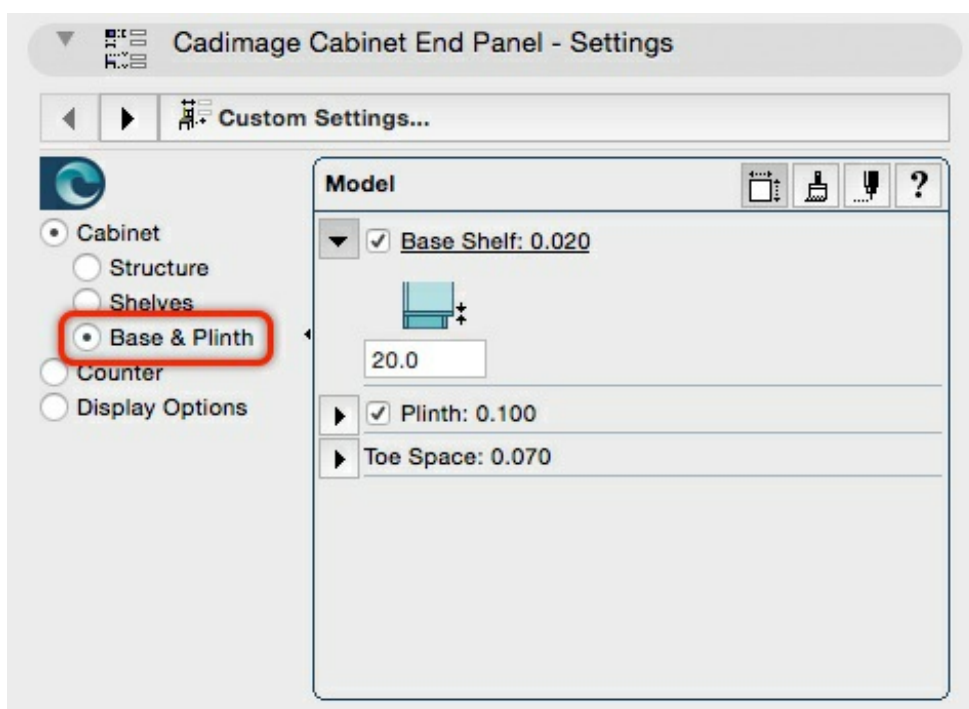 Cadimage Cabinet End Panel - Settings
Custom Settings...
Cabinet
Structure
Shelves
Base & Plinth
Counter
Display Options
Model
?
Base Shelf: 0.020
20.0
Plinth: 0.100
Toe Space: 0.070